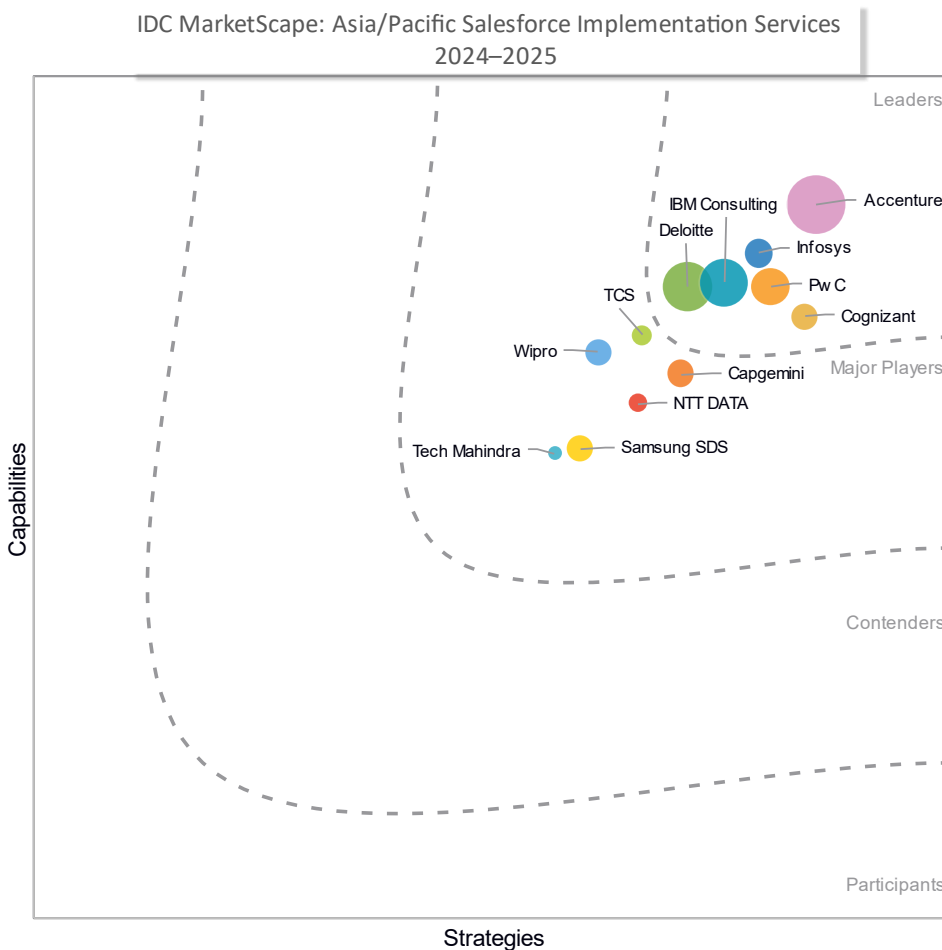 IDC MarketScape: Asia/Pacific Salesforce Implementation Services
2024–2025
Leaders
IBM Consulting
Accenture
Deloitte
Infosys
PwC
TCS
Cognizant
Wipro
Major Players
Capgemini
NTT DATA
Tech Mahindra
Samsung SDS
Capabilities
Contenders
Participants
Strategies